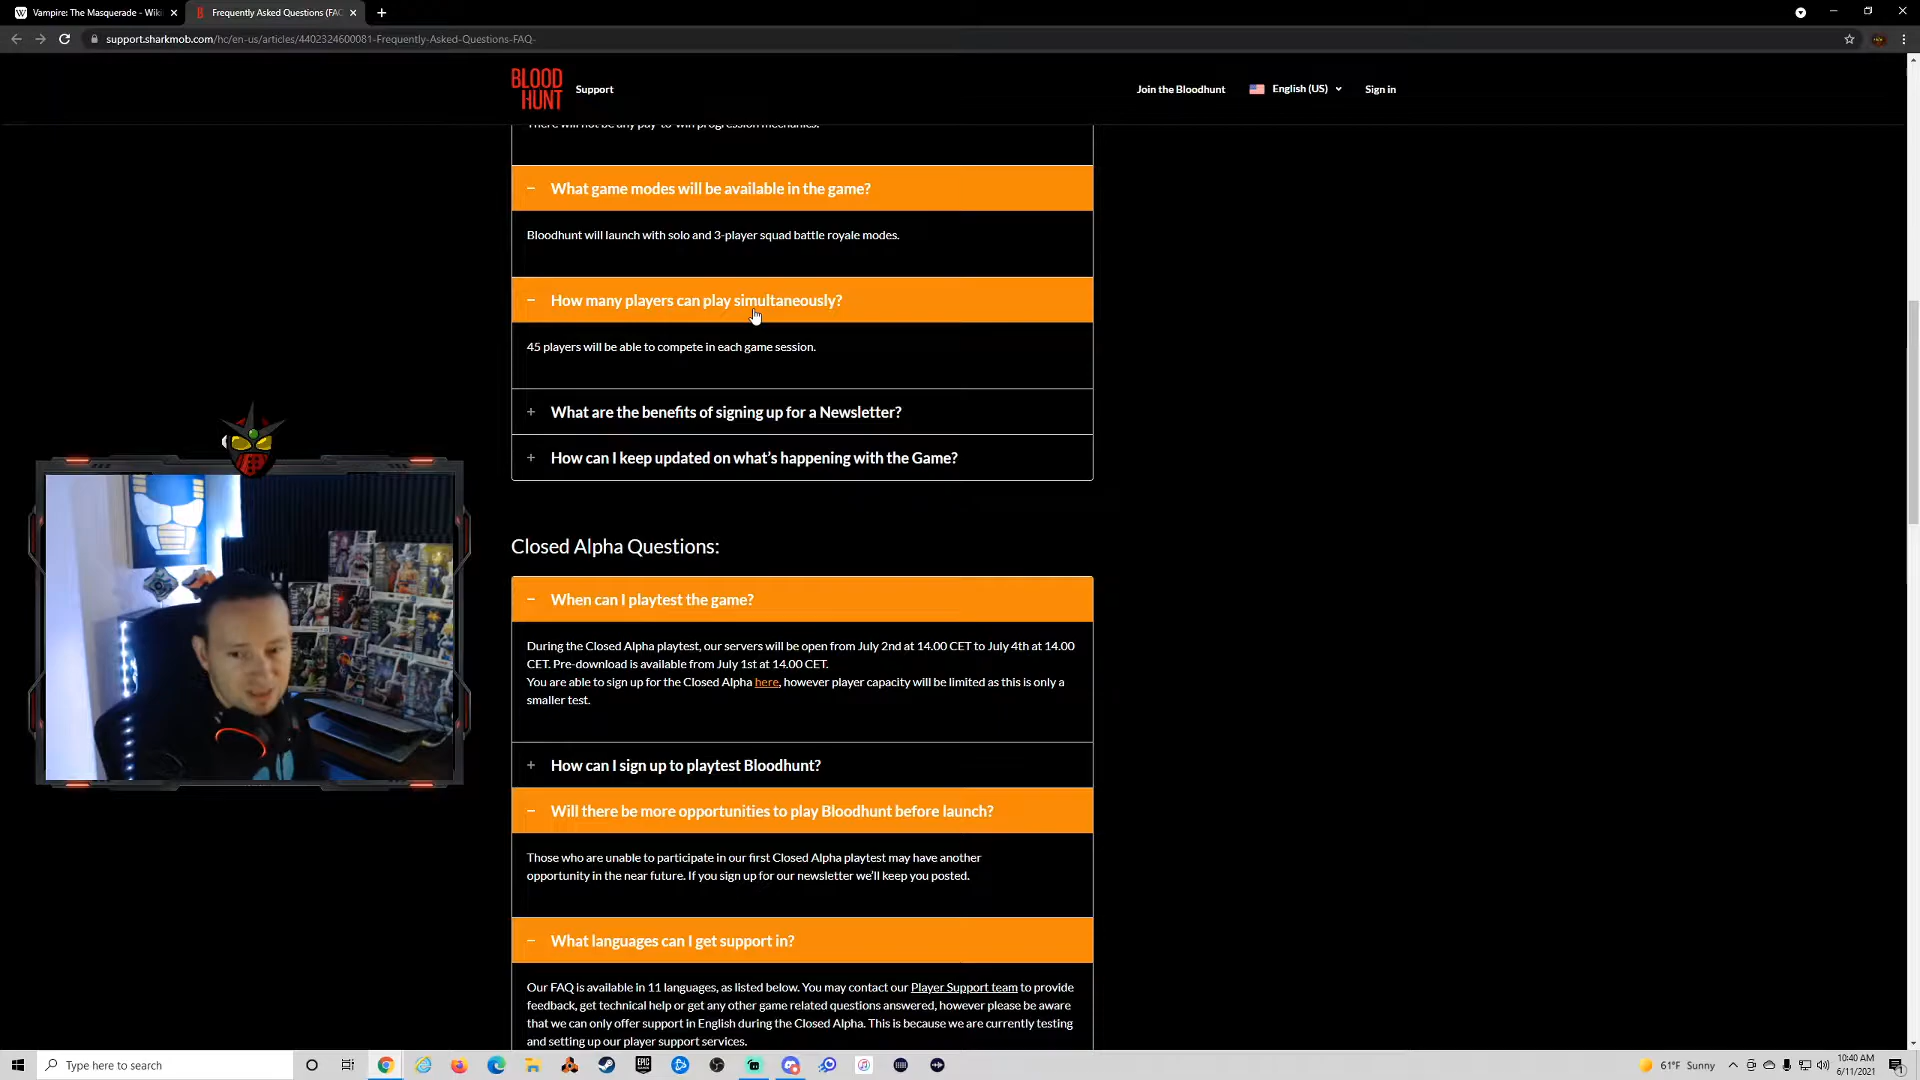 Vampire: The Masquerade - Wiki
Frequently Asked Questions (FAQ
support.sharkmob.com/hc/en-us/articles/4402324600081-Frequently-Asked-Questions-FAQ-
BLOOD
HUNT
Support
Join the Bloodhunt
English (US)
Sign in
There will not be any pay-to-win progression mechanics.
What game modes will be available in the game?
Bloodhunt will launch with solo and 3-player squad battle royale modes.
How many players can play simultaneously?
45 players will be able to compete in each game session.
What are the benefits of signing up for a Newsletter?
How can I keep updated on what's happening with the Game?
Closed Alpha Questions:
When can I playtest the game?
During the Closed Alpha playtest, our servers will be open from July 2nd at 14.00 CET to July 4th at 14.00
CET. Pre-download is available from July 1st at 14.00 CET.
You are able to sign up for the Closed Alpha here, however player capacity will be limited as this is only a
smaller test.
How can I sign up to playtest Bloodhunt?
Will there be more opportunities to play Bloodhunt before launch?
Those who are unable to participate in our first Closed Alpha playtest may have another
opportunity in the near future. If you sign up for our newsletter we'll keep you posted.
What languages can I get support in?
Our FAQ is available in 11 languages, as listed below. You may contact our Player Support team to provide
feedback, get technical help or get any other game related questions answered, however please be aware
that we can only offer support in English during the Closed Alpha. This is because we are currently testing
and setting up our player support services.
Type here to search
61°F Sunny
10:40 AM
6/11/2021